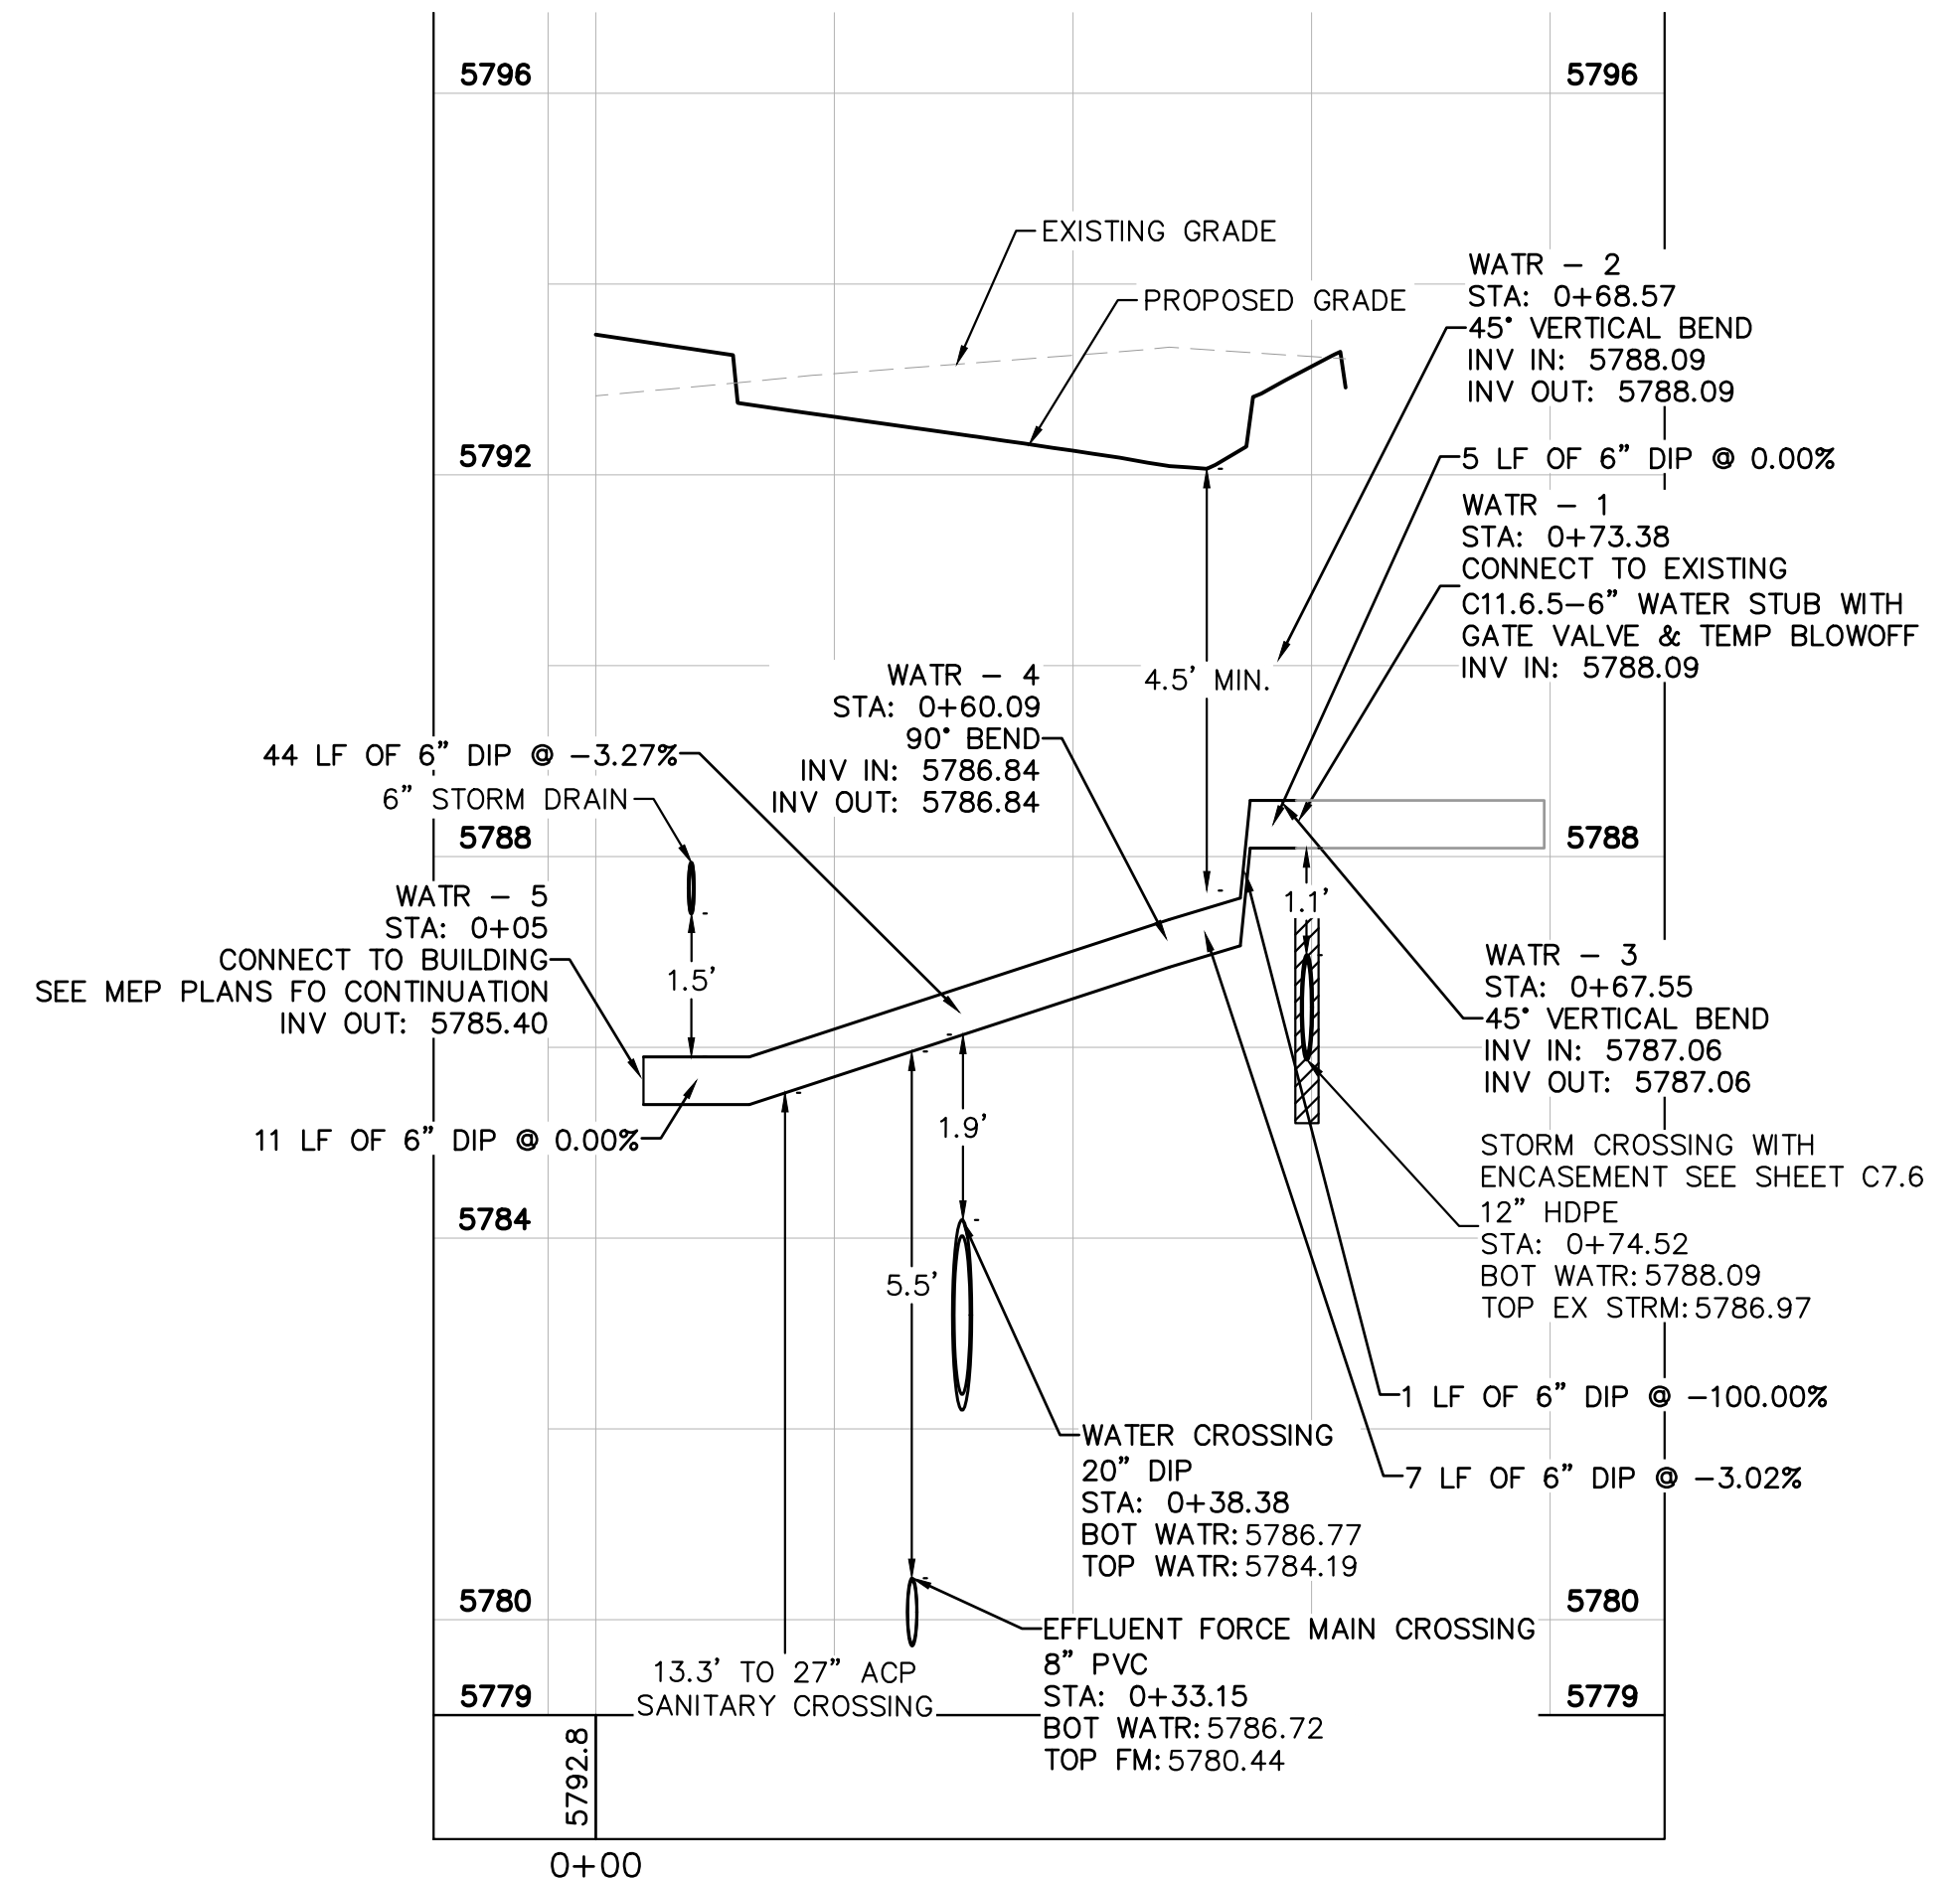 5796
5796
EXISTING GRADE
PROPOSED GRADE
WATR - 2
STA: 0+68.57
45° VERTICAL BEND
INV IN: 5788.09
INV OUT: 5788.09
5792
5 LF OF 6" DIP @ 0.00%
WATR - 1
STA: 0+73.38
CONNECT TO EXISTING
C11.6.5-6" WATER STUB WITH
GATE VALVE & TEMP BLOWOFF
INV IN: 5788.09
4.5' MIN.
WATR - 4
STA: 0+60.09
90° BEND
INV IN: 5786.84
INV OUT: 5786.84
44 LF OF 6" DIP @ -3.27%
6" STORM DRAIN
5788
5788
WATR - 5
STA: 0+05
CONNECT TO BUILDING
SEE MEP PLANS FO CONTINUATION
INV OUT: 5785.40
1.5'
1.1'
WATR - 3
STA: 0+67.55
45° VERTICAL BEND
INV IN: 5787.06
INV OUT: 5787.06
11 LF OF 6" DIP @ 0.00%
1.9'
STORM CROSSING WITH
ENCASEMENT SEE SHEET C7.6
12" HDPE
STA: 0+74.52
BOT WATR: 5788.09
TOP EX STRM: 5786.97
5784
5.5'
1 LF OF 6" DIP @ -100.00%
WATER CROSSING
20" DIP
STA: 0+38.38
BOT WATR: 5786.77
TOP WATR: 5784.19
7 LF OF 6" DIP @ -3.02%
5780
5780
EFFLUENT FORCE MAIN CROSSING
8" PVC
STA: 0+33.15
BOT WATR: 5786.72
TOP FM: 5780.44
13.3' TO 27" ACP
SANITARY CROSSING
5779
5779
5792.8
0+00